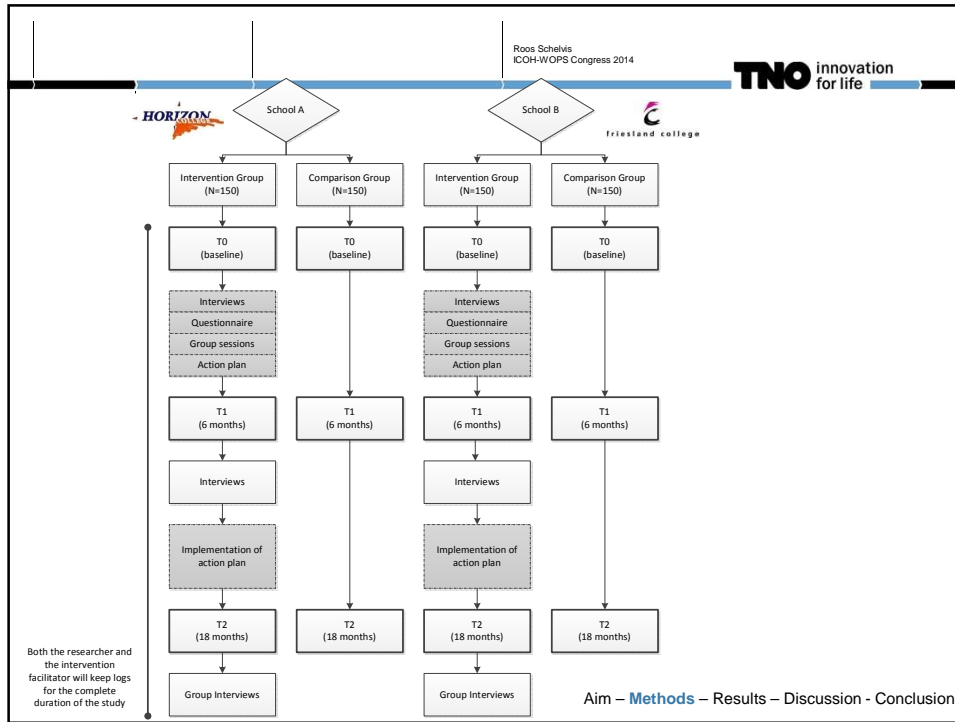 Roos Schelvis
ICOH-WOPS Congress 2014
TNO innovation
for life
HORIZON
COLLEGE
School A
School B
friesland college
Intervention Group
(N=150)
Comparison Group
(N=150)
Intervention Group
(N=150)
Comparison Group
(N=150)
T0
(baseline)
T0
(baseline)
T0
(baseline)
T0
(baseline)
Interviews
Questionnaire
Group sessions
Action plan
Interviews
Questionnaire
Group sessions
Action plan
T1
(6 months)
T1
(6 months)
T1
(6 months)
T1
(6 months)
Interviews
Interviews
Implementation of
action plan
Implementation of
action plan
T2
(18 months)
T2
(18 months)
T2
(18 months)
T2
(18 months)
Both the researcher and
the intervention
facilitator will keep logs
for the complete
duration of the study
Group Interviews
Group Interviews
Aim – Methods – Results – Discussion - Conclusion